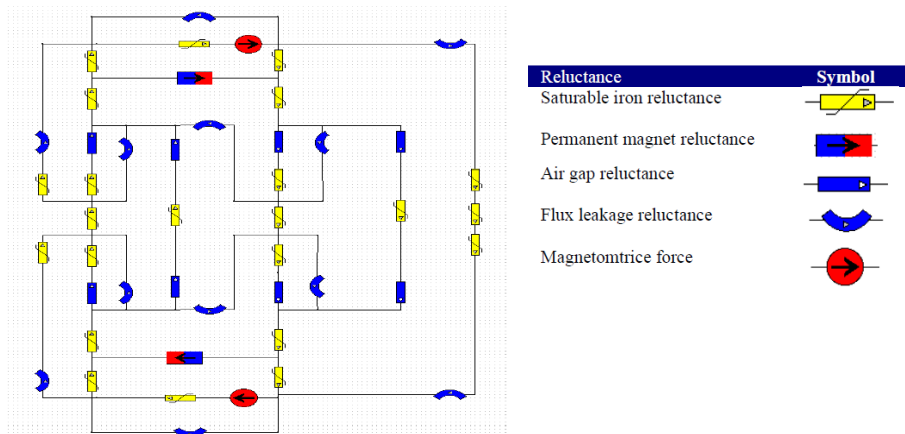 Reluctance Symbol
Saturable iron reluctance
Permanent magnet reluctance
Air gap reluctance
Flux leakage reluctance
Magnetomtrice force